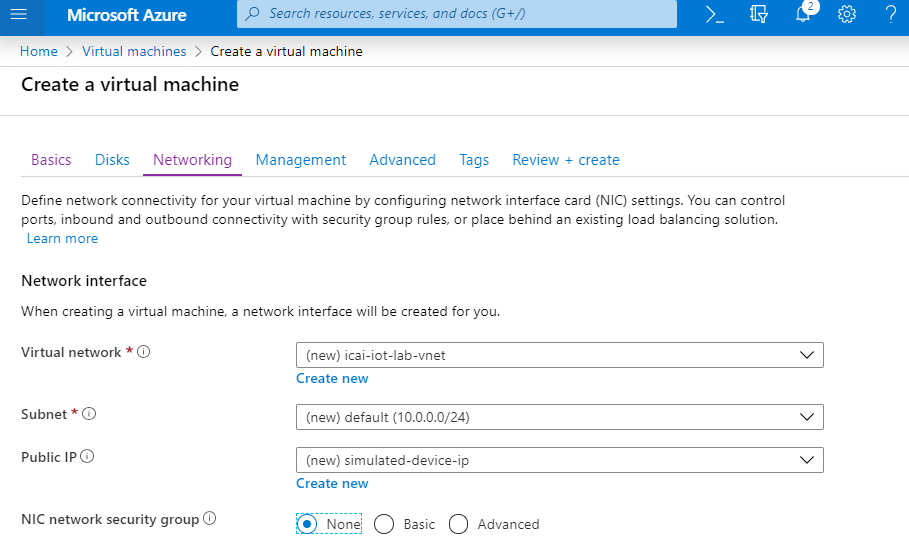 Microsoft Azure
Search resources, services, and docs (G+/)
2
?
Home > Virtual machines > Create a virtual machine
Create a virtual machine
Basics Disks Networking Management Advanced Tags Review + create
Define network connectivity for your virtual machine by configuring network interface card (NIC) settings. You can control
ports, inbound and outbound connectivity with security group rules, or place behind an existing load balancing solution.
Learn more
Network interface
When creating a virtual machine, a network interface will be created for you.
Virtual network *
(new) icai-iot-lab-vnet
Create new
Subnet *
(new) default (10.0.0.0/24)
Public IP
(new) simulated-device-ip
Create new
NIC network security group
None Basic Advanced